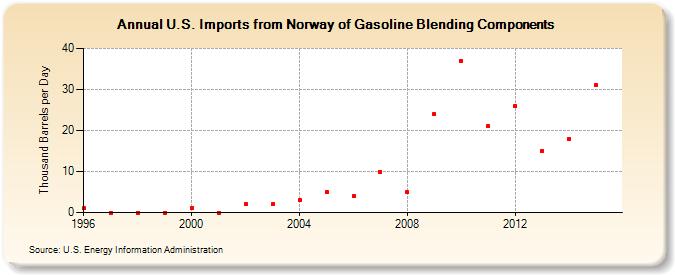 Annual U.S. Imports from Norway of Gasoline Blending Components
Thousand Barrels per Day
40
30
20
10
0
1996 2000 2004 2008 2012
Source: U.S. Energy Information Administration